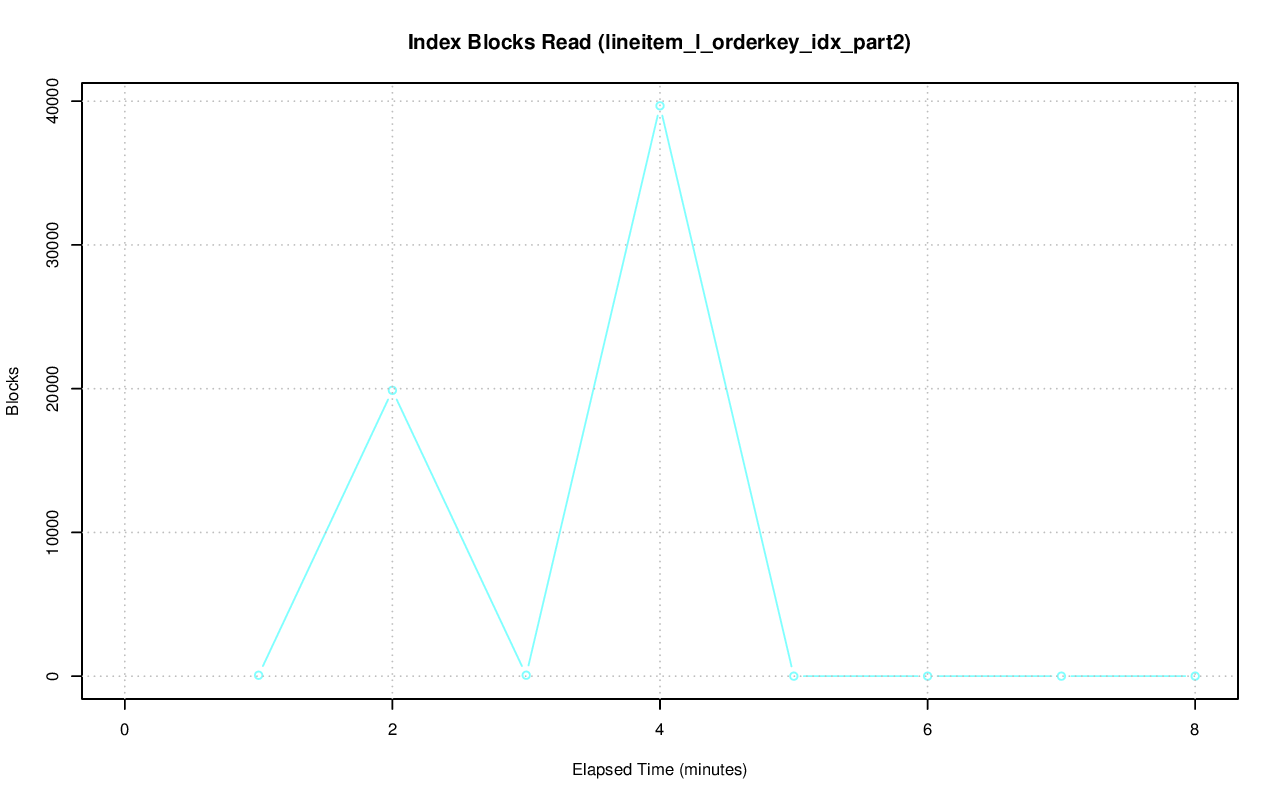 Index Blocks Read (lineitem_l_orderkey_idx_part2)
40000
30000
20000
10000
0
Blocks
0 2 4 6 8
Elapsed Time (minutes)